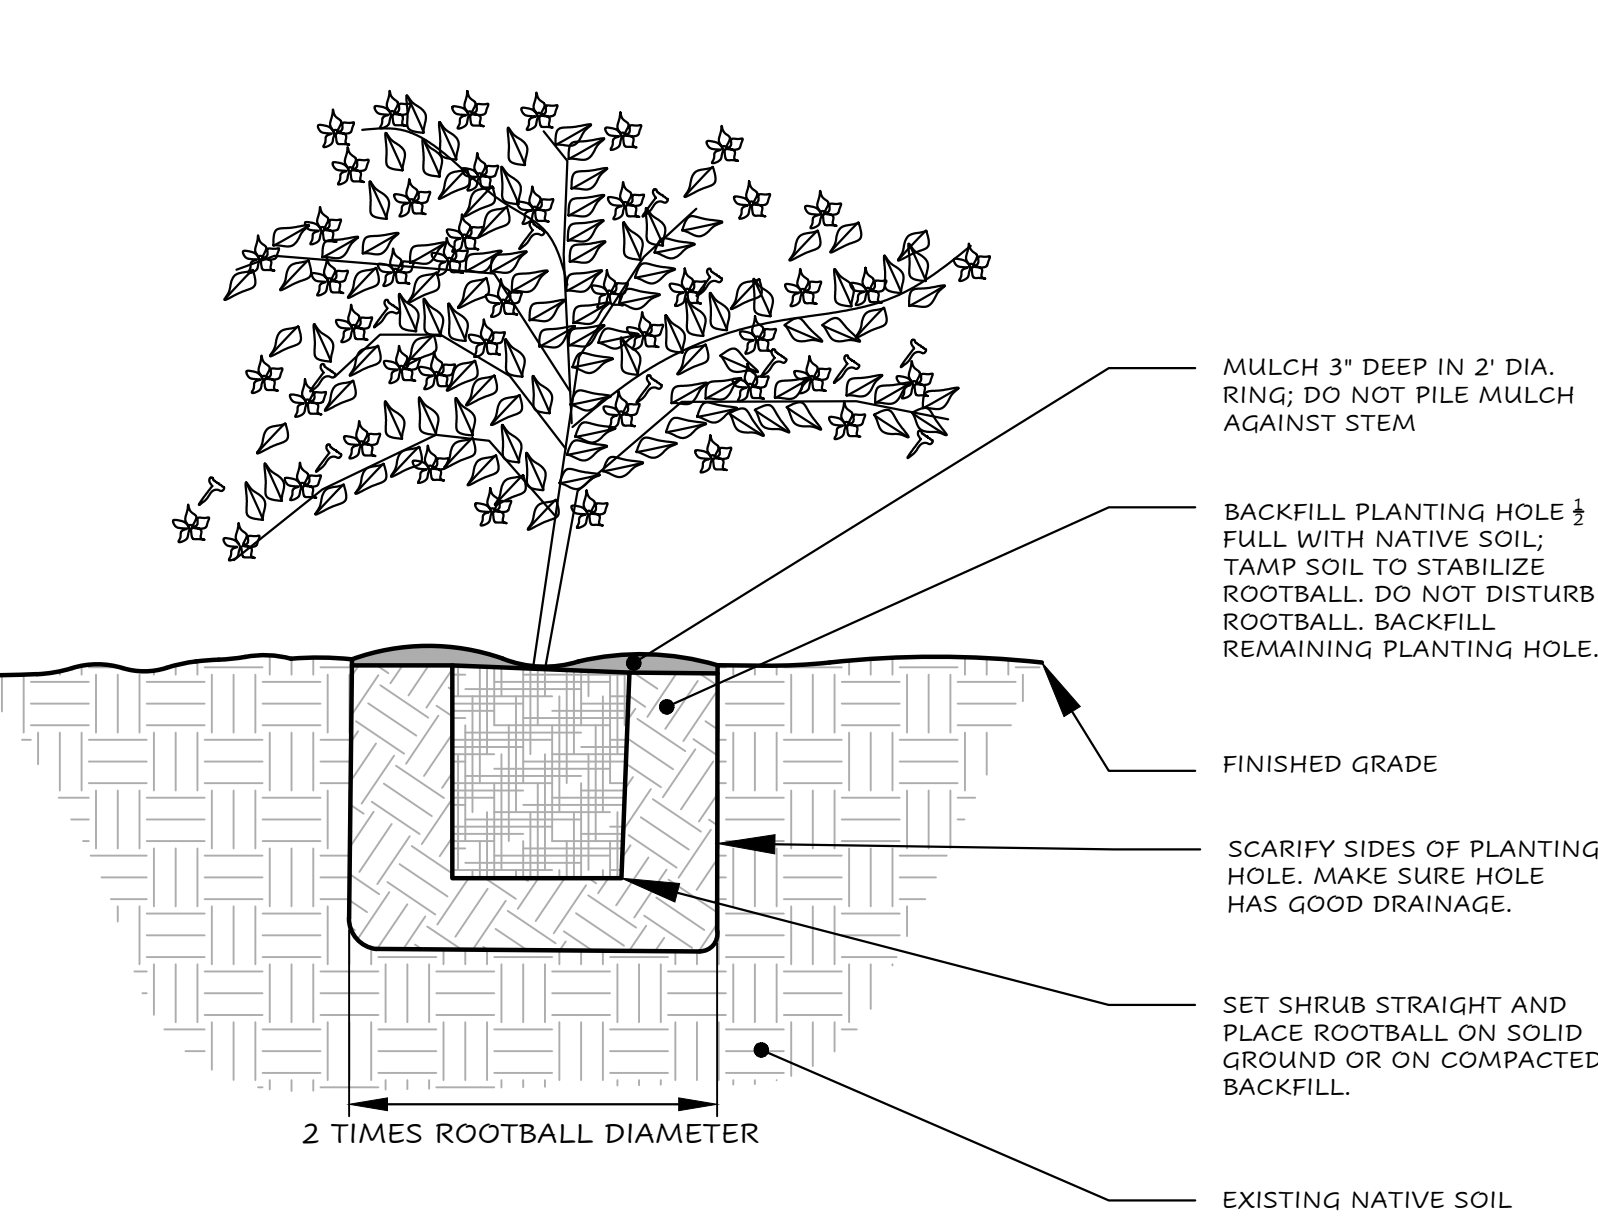 MULCH 3" DEEP IN 2' DIA.
RING; DO NOT PILE MULCH
AGAINST STEM
BACKFILL PLANTING HOLE ½
FULL WITH NATIVE SOIL;
TAMP SOIL TO STABILIZE
ROOTBALL. DO NOT DISTURB
ROOTBALL. BACKFILL
REMAINING PLANTING HOLE.
FINISHED GRADE
SCARIFY SIDES OF PLANTING
HOLE. MAKE SURE HOLE
HAS GOOD DRAINAGE.
SET SHRUB STRAIGHT AND
PLACE ROOTBALL ON SOLID
GROUND OR ON COMPACTED
BACKFILL.
2 TIMES ROOTBALL DIAMETER
EXISTING NATIVE SOIL